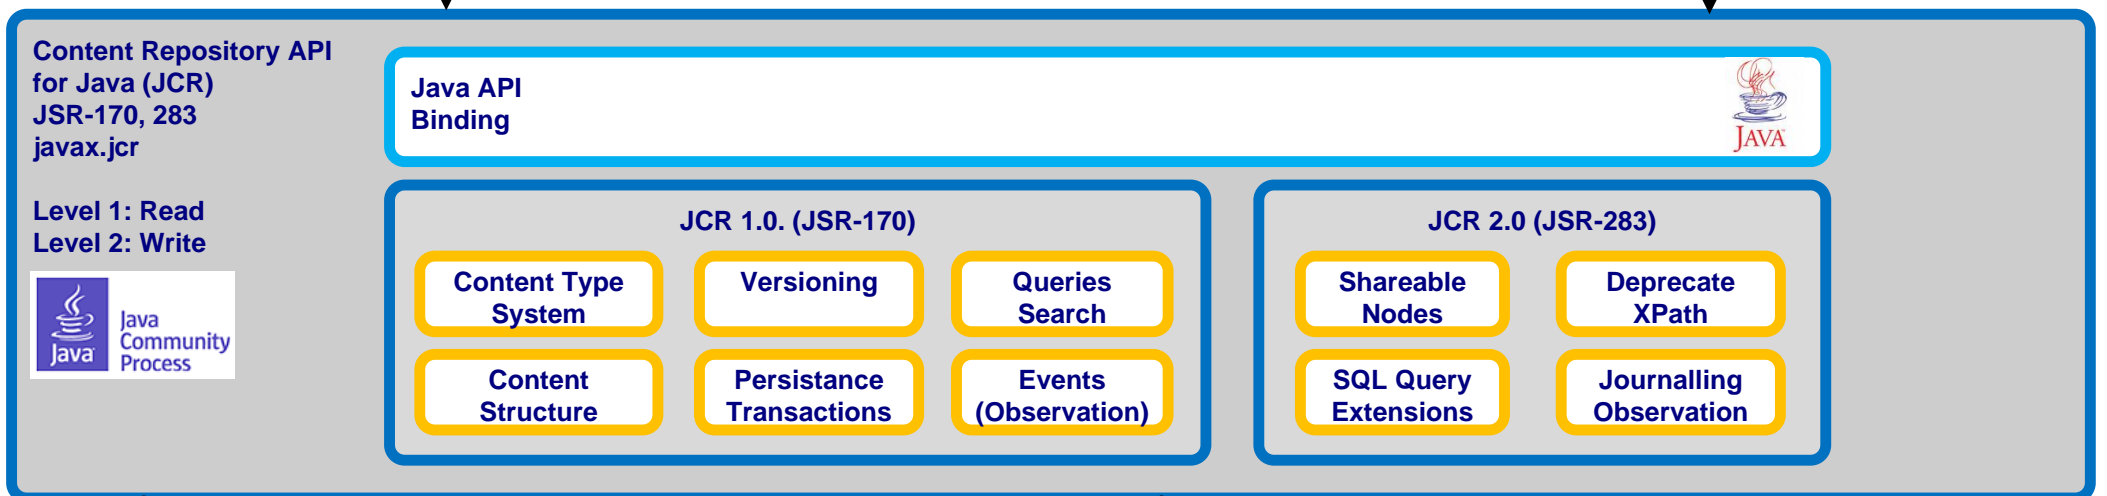 Content Repository API
for Java (JCR)
JSR-170, 283
javax.jcr
Level 1: Read
Level 2: Write
Java
Java
Community
Process
Java API
Binding
JAVA
JCR 1.0. (JSR-170)
Content Type
System
Versioning
Queries
Search
Content
Structure
Persistance
Transactions
Events
(Observation)
JCR 2.0 (JSR-283)
Shareable
Nodes
Deprecate
XPath
SQL Query
Extensions
Journalling
Observation